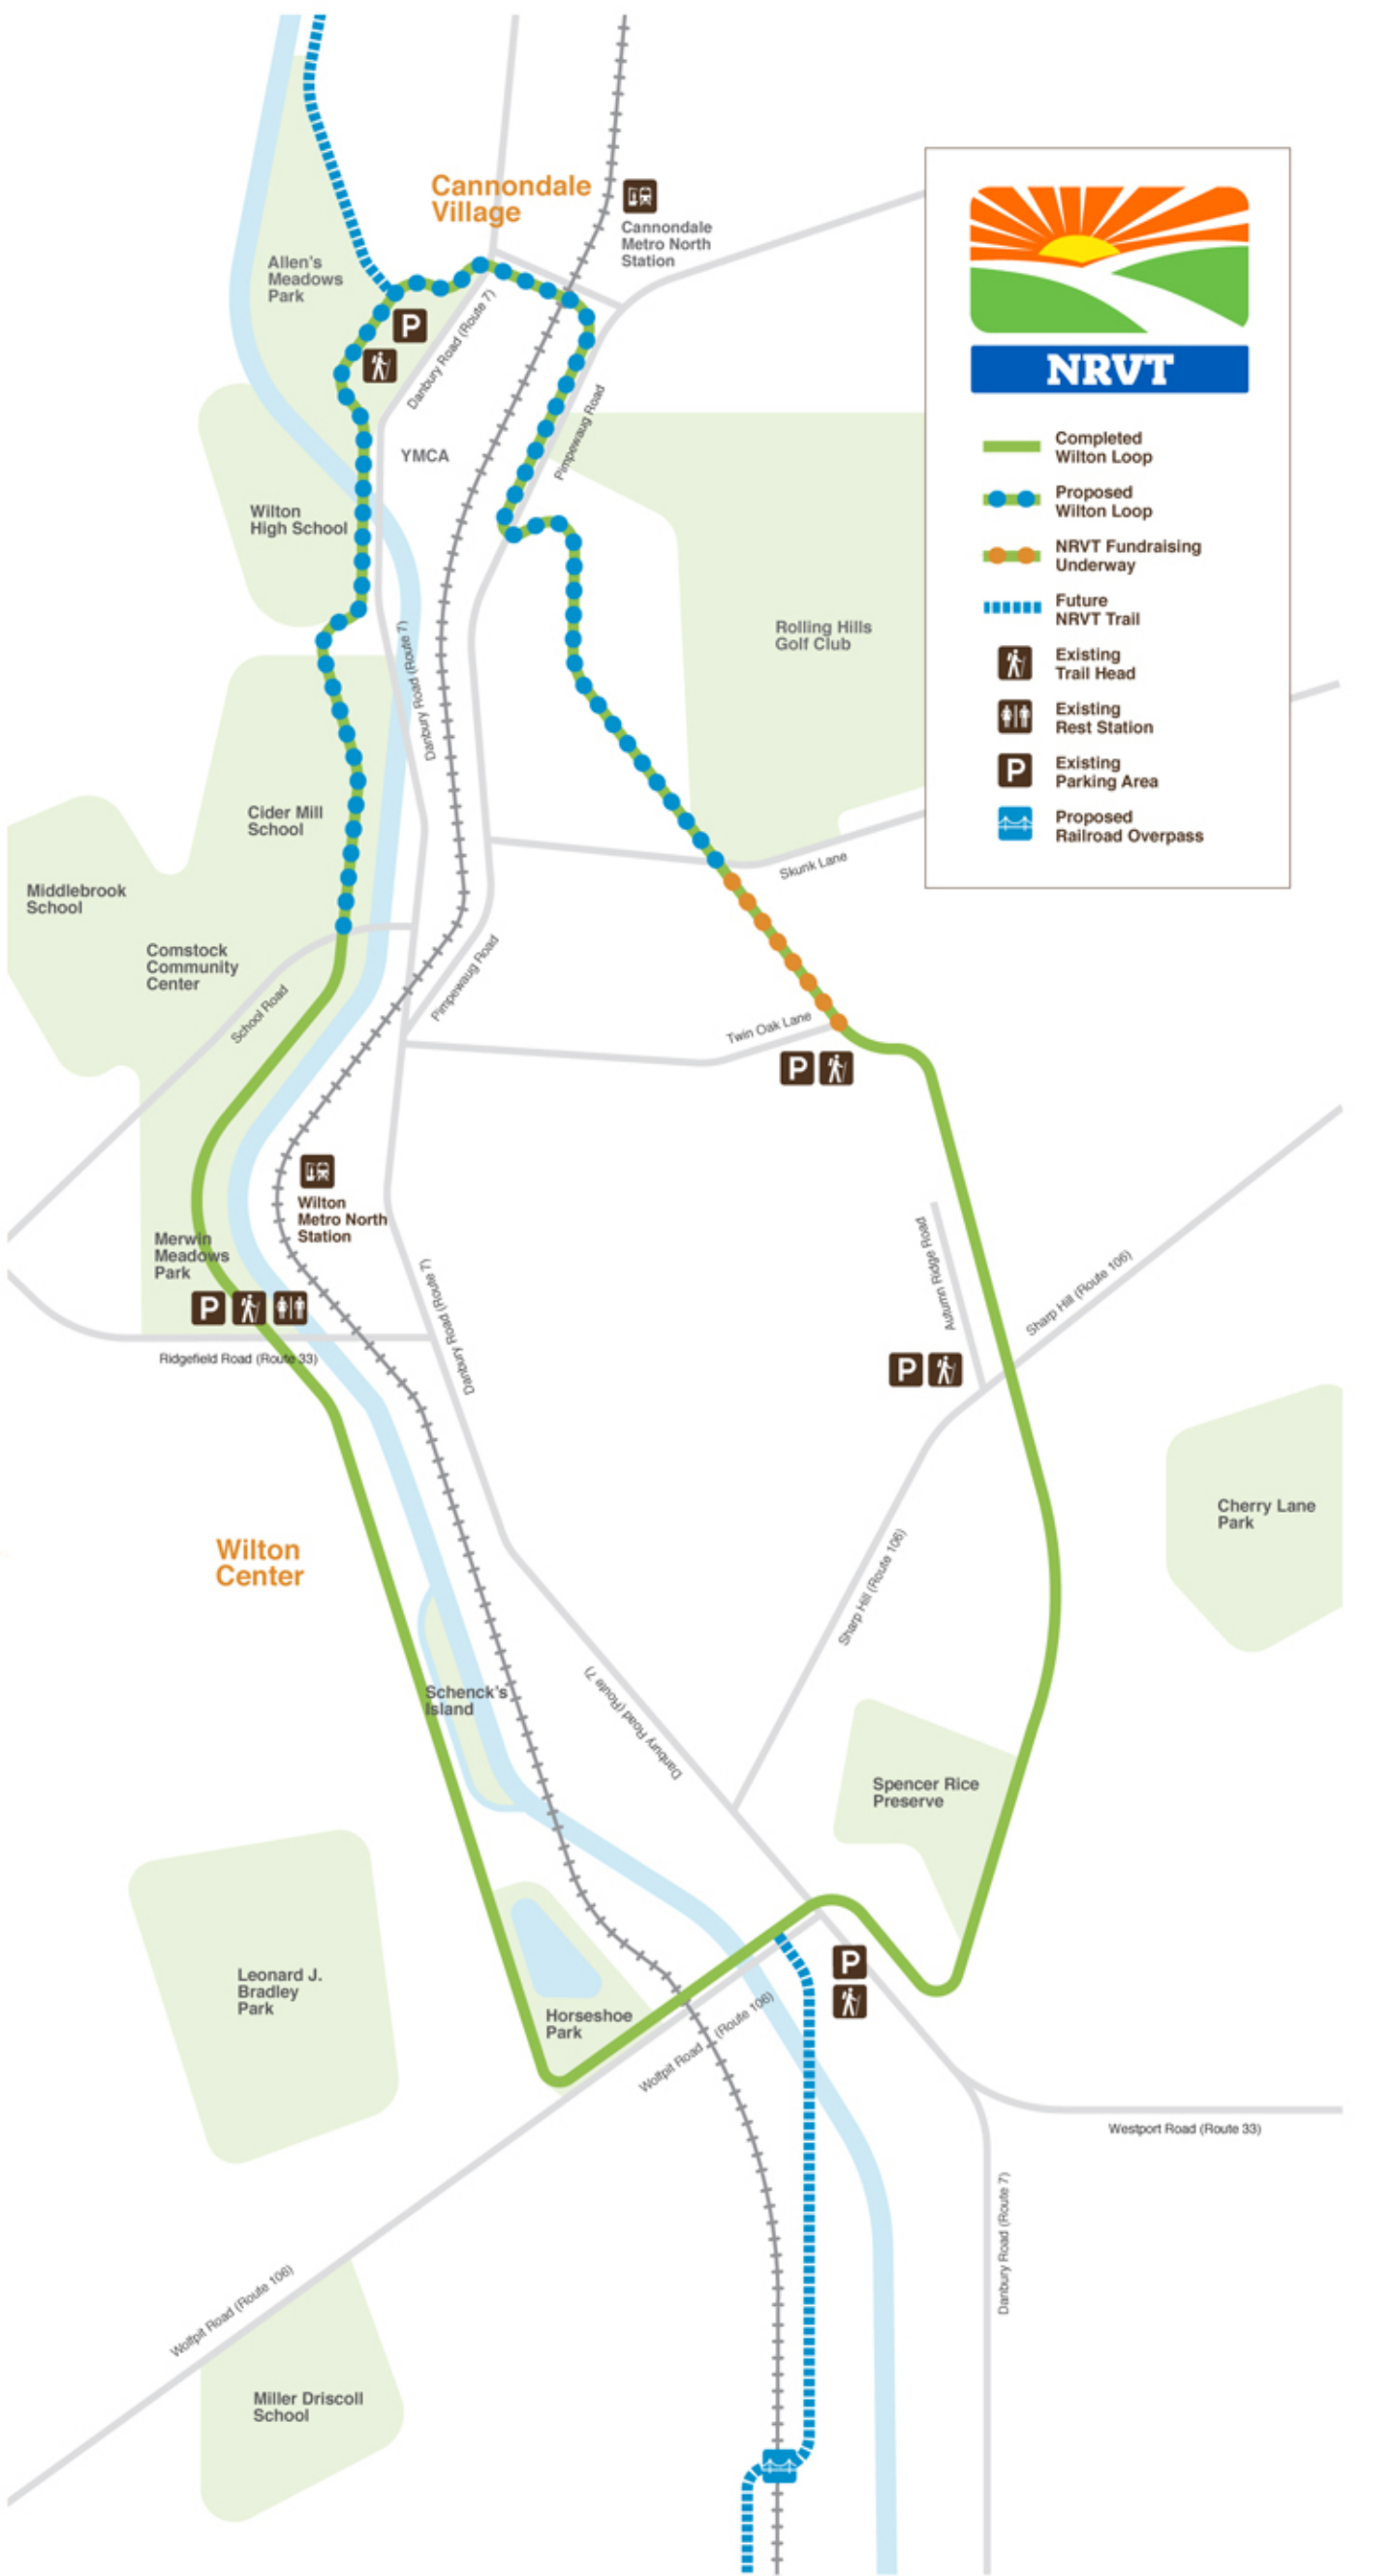 Cannondale
Village
Cannondale
Metro North
Station
Allen's
Meadows
Park
P
Danbury Road (Route 7)
YMCA
Pimpewaug Road
Wilton
High School
Rolling Hills
Golf Club
Danbury Road (Route 7)
Cider Mill
School
Skunk Lane
Middlebrook
School
Comstock
Community
Center
School Road
Pimpewaug Road
Twin Oak Lane
P
Wilton
Metro North
Station
Merwin
Meadows
Park
P
Ridgefield Road (Route 33)
Danbury Road (Route 7)
Autumn Ridge Road
Sharp Hill (Route 106)
P
Cherry Lane
Park
Wilton
Center
Sharp Hill (Route 106)
Schenck's
Island
Danbury Road (Route 7)
Spencer Rice
Preserve
Leonard J.
Bradley
Park
P
Horseshoe
Park
Wolfpit Road (Route 106)
Westport Road (Route 33)
Danbury Road (Route 7)
Wolfpit Road (Route 106)
Miller Driscoll
School
NRVT
Completed
Wilton Loop
Proposed
Wilton Loop
NRVT Fundraising
Underway
Future
NRVT Trail
Existing
Trail Head
Existing
Rest Station
P
Existing
Parking Area
Proposed
Railroad Overpass